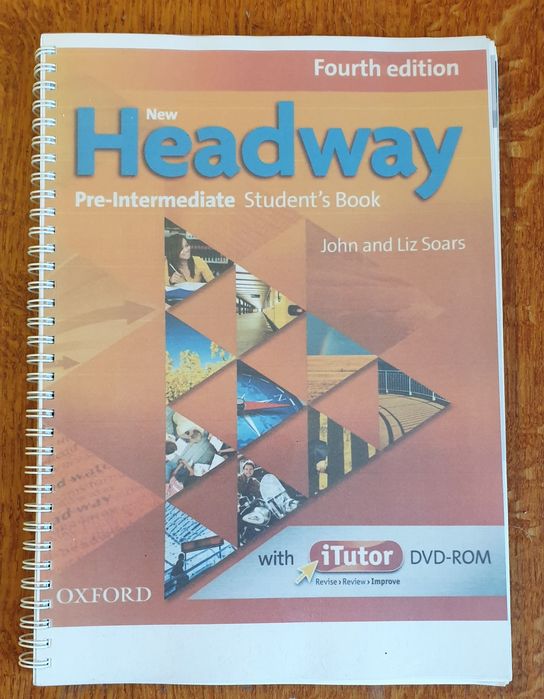 Fourth edition
New
Headway
Pre-Intermediate Student's Book
John and Liz Soars
with iTutor DVD-ROM
Revise › Review › Improve
OXFORD